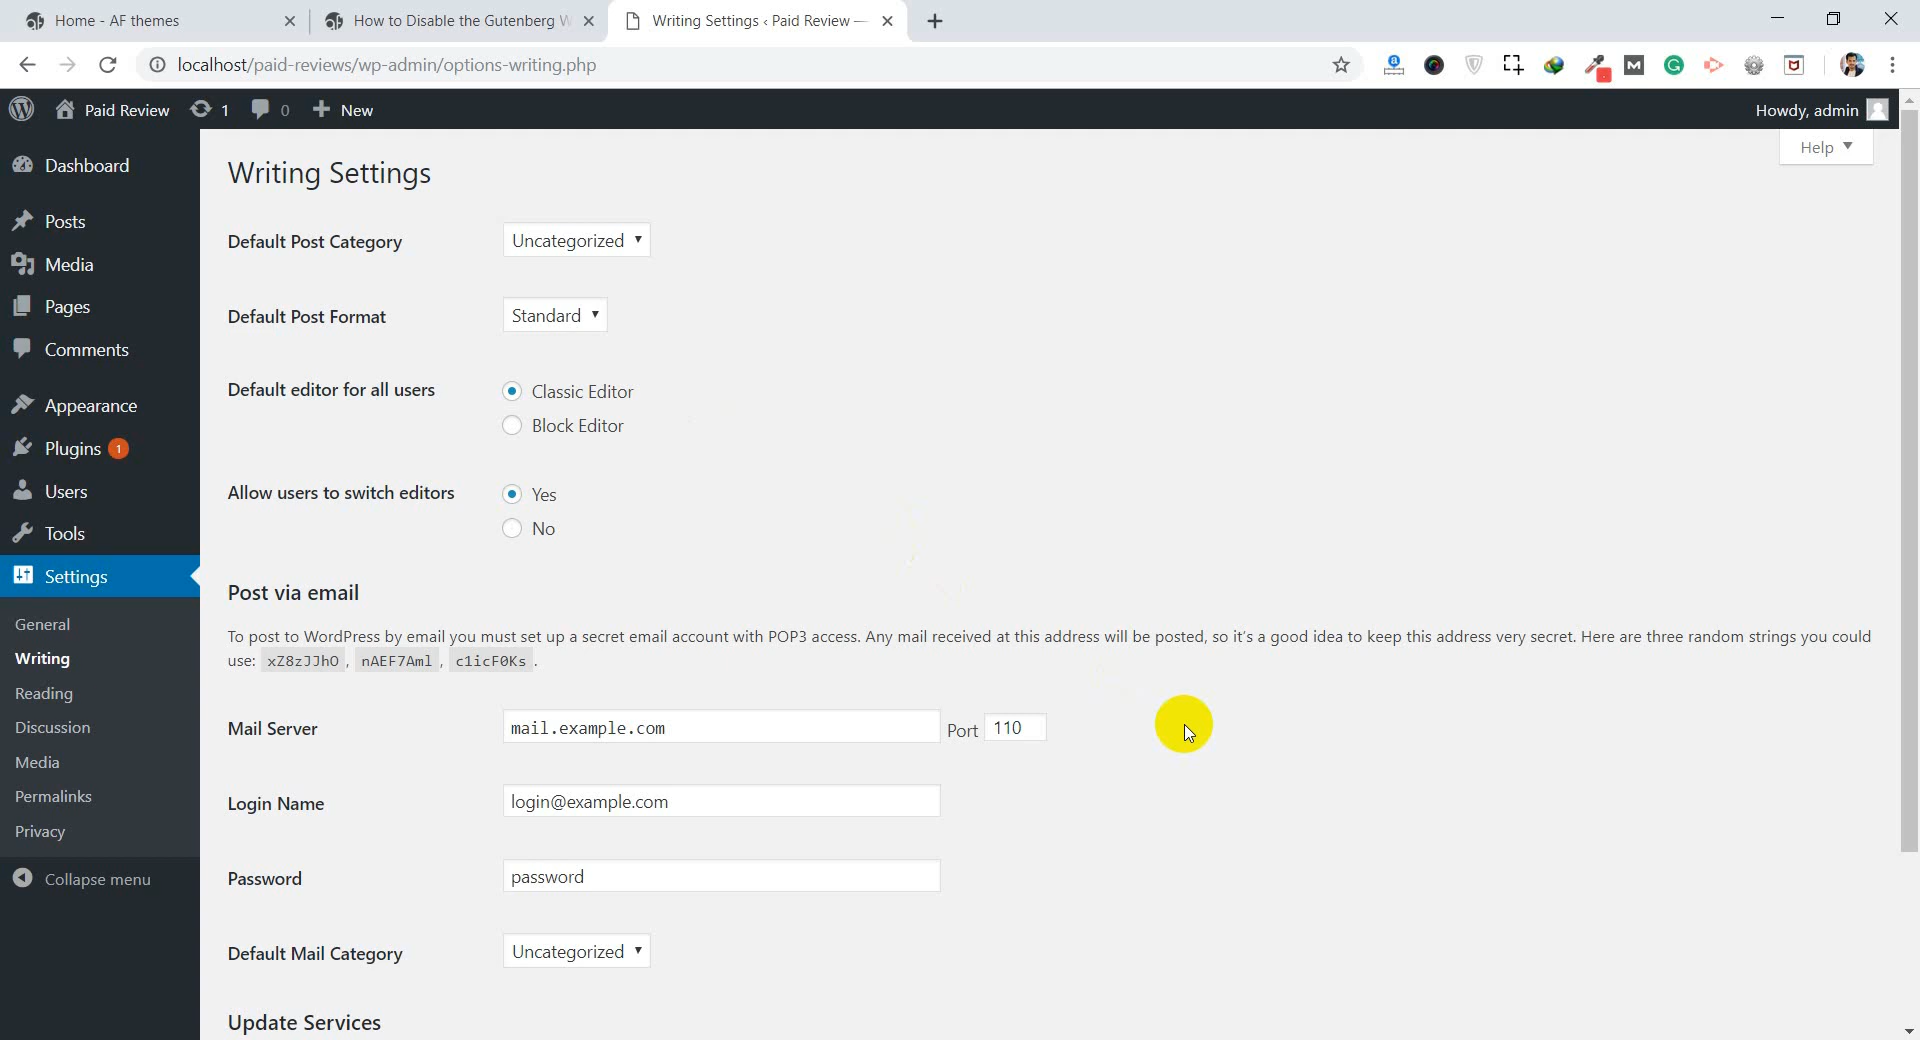 Home - AF themes
How to Disable the Gutenberg W
Writing Settings ‹ Paid Review —
localhost/paid-reviews/wp-admin/options-writing.php
Paid Review
1
0
New
Howdy, admin
Dashboard
Posts
Media
Pages
Comments
Appearance
Plugins 1
Users
Tools
Settings
General
Writing
Reading
Discussion
Media
Permalinks
Privacy
Collapse menu
Help
Writing Settings
Default Post Category
Uncategorized
Default Post Format
Standard
Default editor for all users
Classic Editor
Block Editor
Allow users to switch editors
Yes
No
Post via email
To post to WordPress by email you must set up a secret email account with POP3 access. Any mail received at this address will be posted, so it's a good idea to keep this address very secret. Here are three random strings you could
use: xZ8zJJhO , nAEF7Aml , c1icF0Ks .
Mail Server
mail.example.com
Port 110
Login Name
login@example.com
Password
password
Default Mail Category
Uncategorized
Update Services